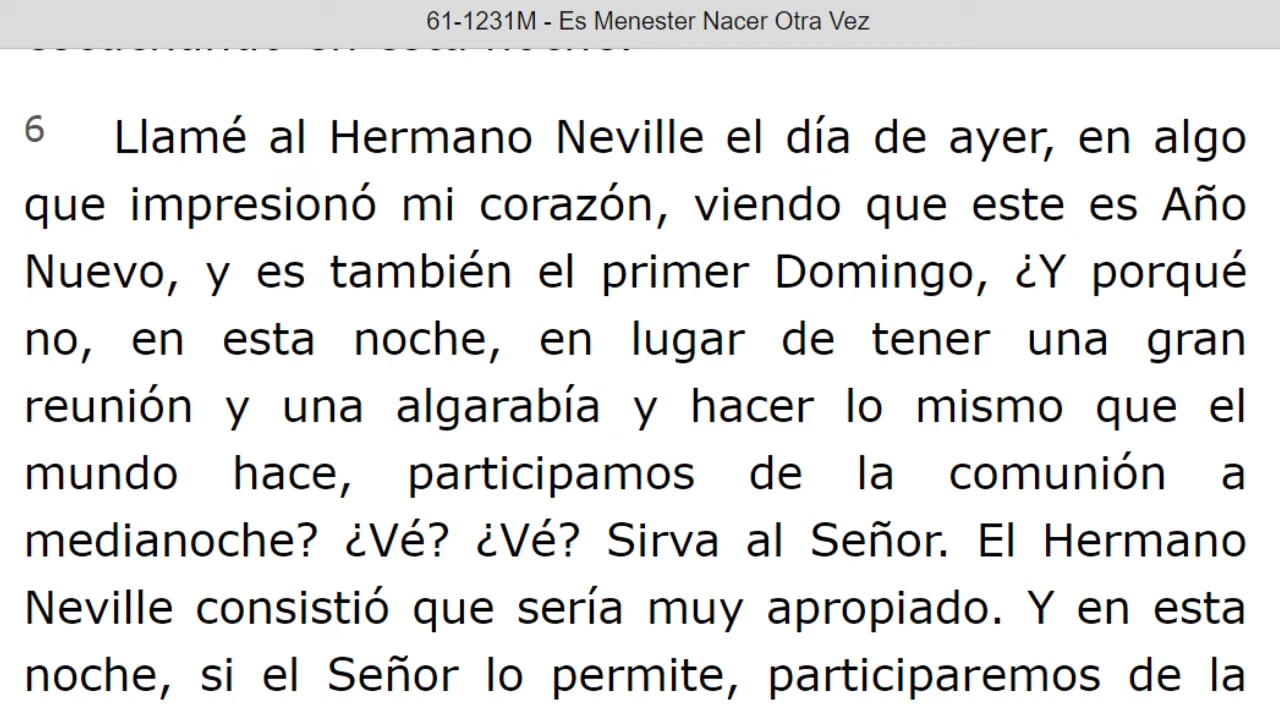 61-1231M - Es Menester Nacer Otra Vez
6 Llamé al Hermano Neville el día de ayer, en algo
que impresionó mi corazón, viendo que este es Año
Nuevo, y es también el primer Domingo, ¿Y porqué
no, en esta noche, en lugar de tener una gran
reunión y una algarabía y hacer lo mismo que el
mundo hace, participamos de la comunión a
medianoche? ¿Vé? ¿Vé? Sirva al Señor. El Hermano
Neville consistió que sería muy apropiado. Y en esta
noche, si el Señor lo permite, participaremos de la